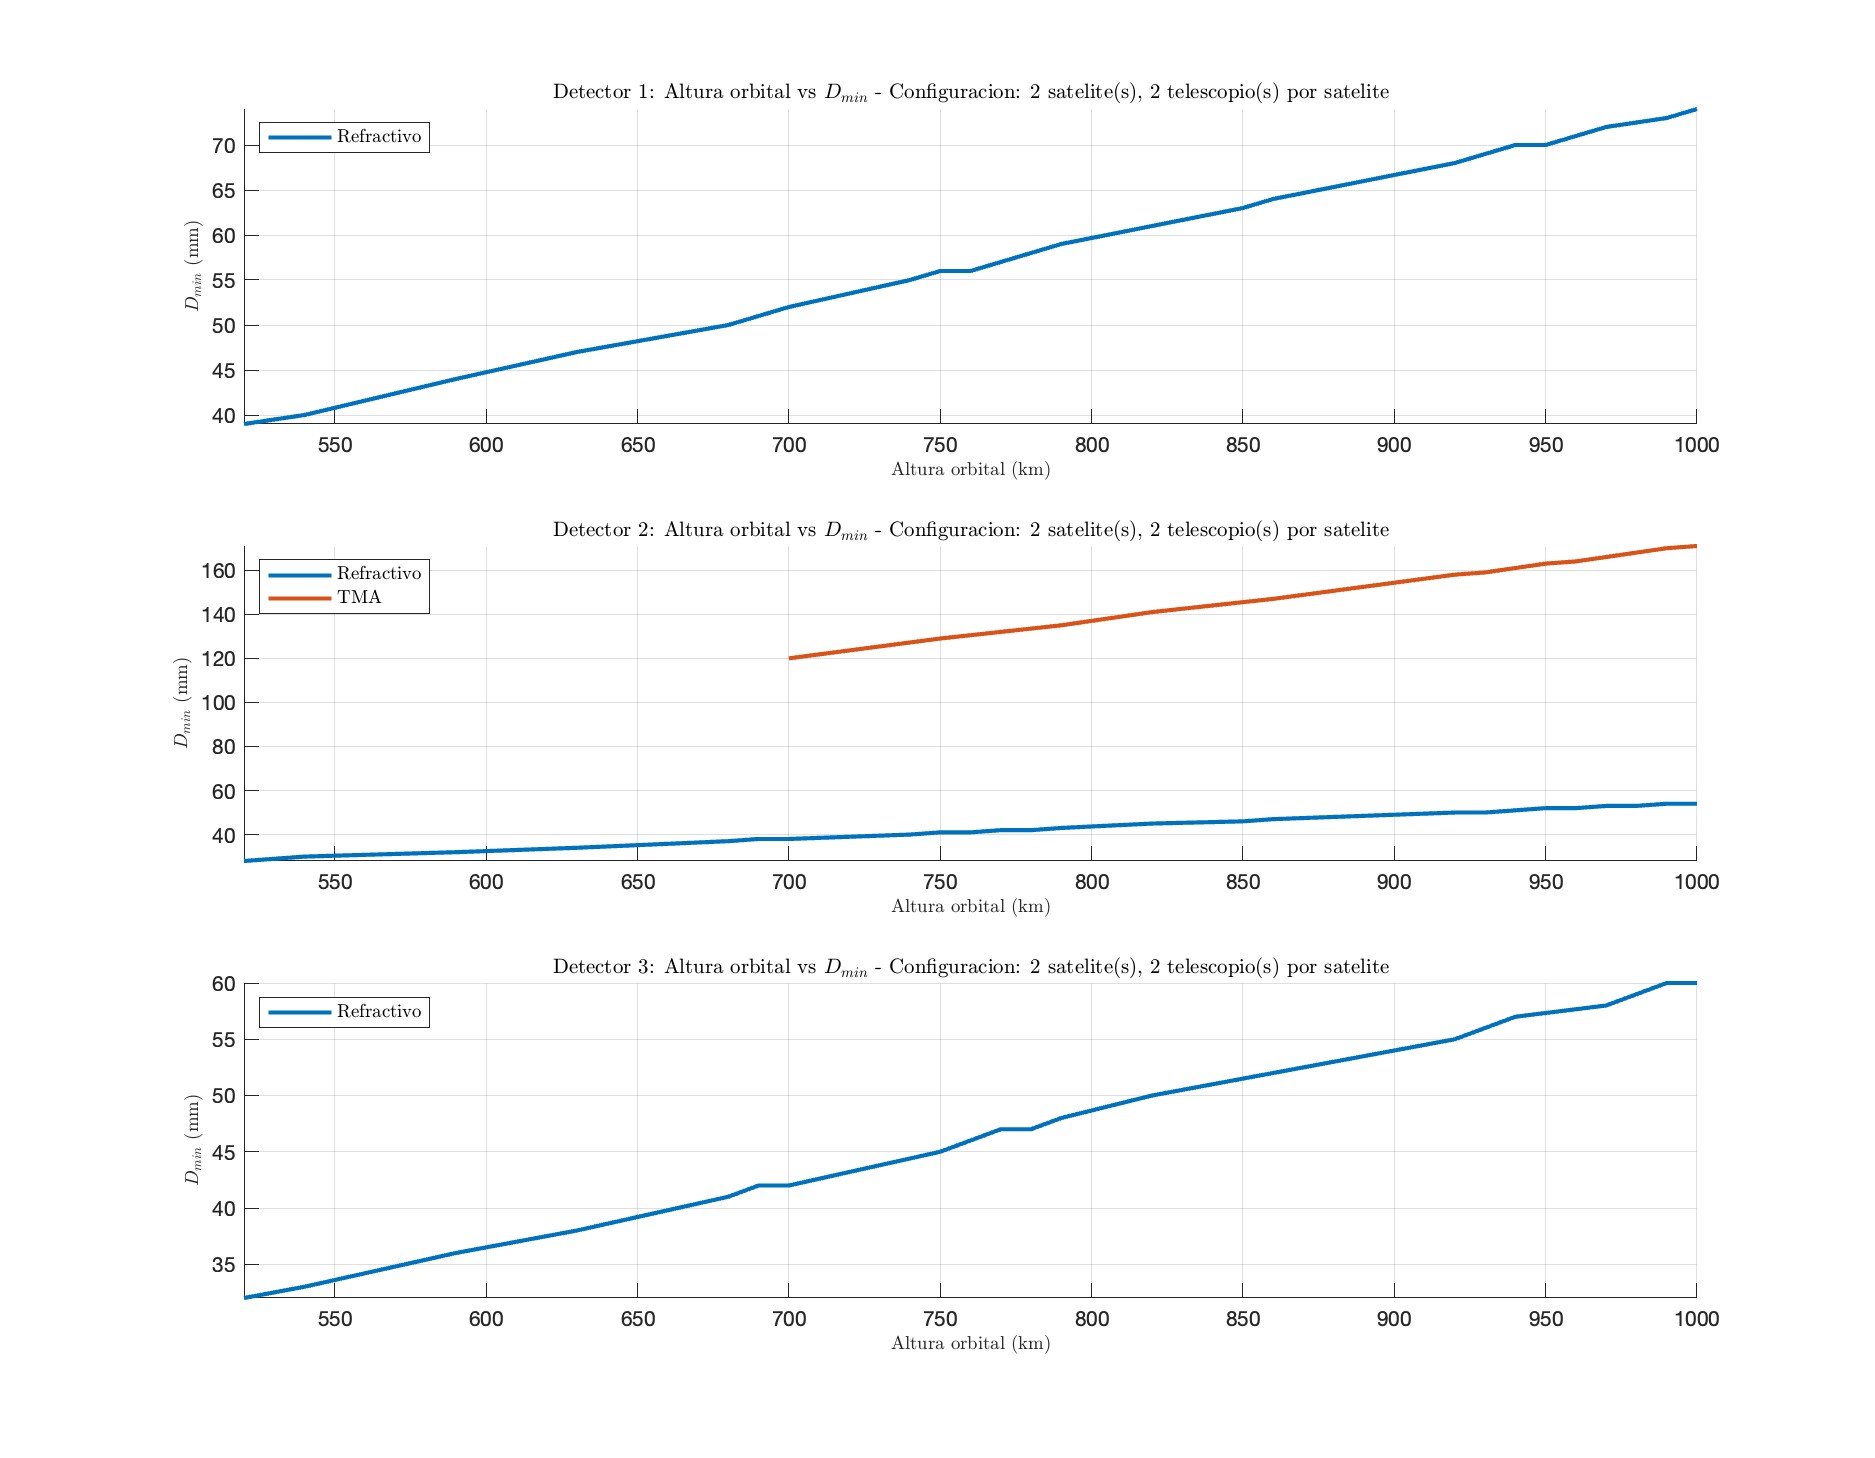 Detector 1: Altura orbital vs D_min - Configuracion: 2 satelite(s), 2 telescopio(s) por satelite
Refractivo
70
65
60
55
50
45
40
D_min (mm)
550 600 650 700 750 800 850 900 950 1000
Altura orbital (km)
Detector 2: Altura orbital vs D_min - Configuracion: 2 satelite(s), 2 telescopio(s) por satelite
Refractivo
TMA
160
140
120
100
80
60
40
D_min (mm)
550 600 650 700 750 800 850 900 950 1000
Altura orbital (km)
Detector 3: Altura orbital vs D_min - Configuracion: 2 satelite(s), 2 telescopio(s) por satelite
Refractivo
60
55
50
45
40
35
D_min (mm)
550 600 650 700 750 800 850 900 950 1000
Altura orbital (km)